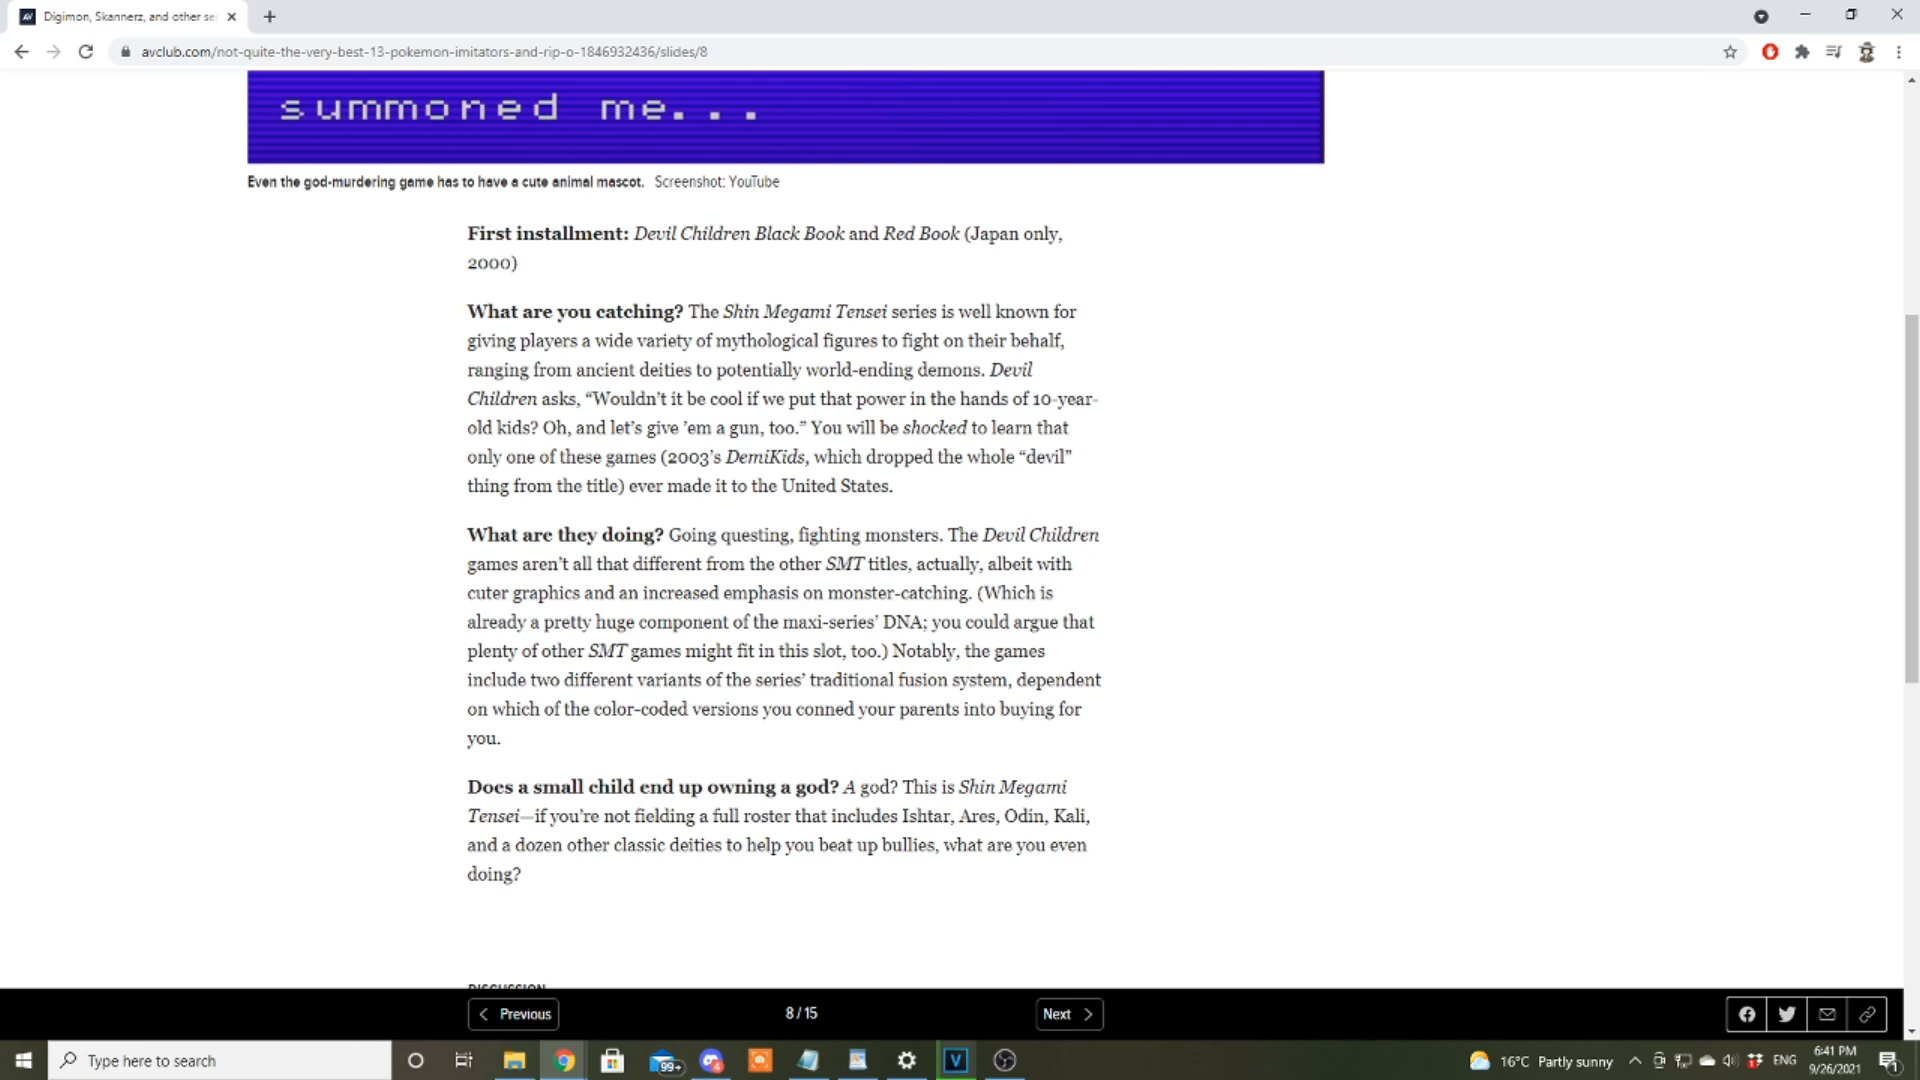 Digimon, Skannerz, and other se
avclub.com/not-quite-the-very-best-13-pokemon-imitators-and-rip-o-1846932436/slides/8
summoned me...
Even the god-murdering game has to have a cute animal mascot. Screenshot: YouTube
First installment: Devil Children Black Book and Red Book (Japan only,
2000)
What are you catching? The Shin Megami Tensei series is well known for
giving players a wide variety of mythological figures to fight on their behalf,
ranging from ancient deities to potentially world-ending demons. Devil
Children asks, “Wouldn’t it be cool if we put that power in the hands of 10-year-
old kids? Oh, and let’s give ’em a gun, too.” You will be shocked to learn that
only one of these games (2003’s DemiKids, which dropped the whole “devil”
thing from the title) ever made it to the United States.
What are they doing? Going questing, fighting monsters. The Devil Children
games aren’t all that different from the other SMT titles, actually, albeit with
cuter graphics and an increased emphasis on monster-catching. (Which is
already a pretty huge component of the maxi-series’ DNA; you could argue that
plenty of other SMT games might fit in this slot, too.) Notably, the games
include two different variants of the series’ traditional fusion system, dependent
on which of the color-coded versions you conned your parents into buying for
you.
Does a small child end up owning a god? A god? This is Shin Megami
Tensei—if you’re not fielding a full roster that includes Ishtar, Ares, Odin, Kali,
and a dozen other classic deities to help you beat up bullies, what are you even
doing?
DISCUSSION
Previous
8 / 15
Next
Type here to search
99+
16°C Partly sunny
ENG
6:41 PM
9/26/2021